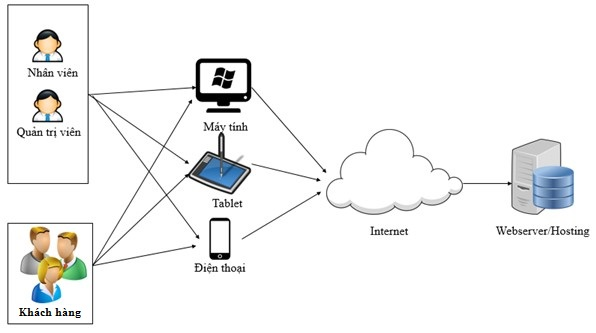 Nhân viên
Quản trị viên
Khách hàng
Máy tính
Tablet
Điện thoại
Internet
Webserver/Hosting